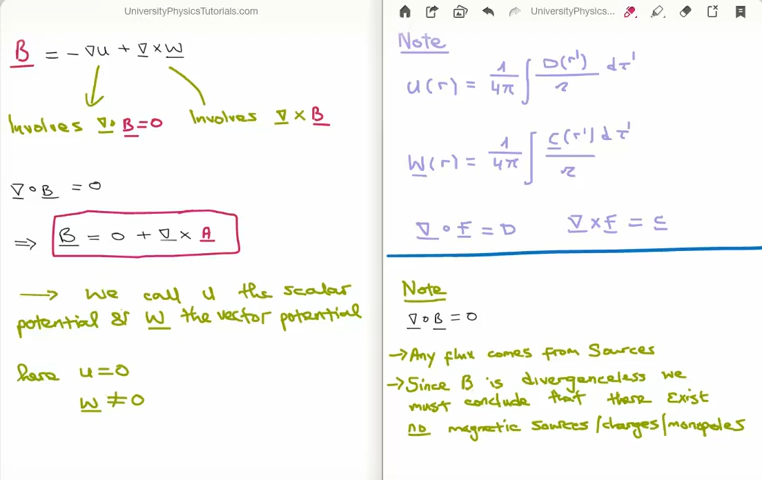 UniversityPhysicsTutorials.com
B = - ∇u + ∇ × W
Involves ∇∘B=0
Involves ∇ × B
∇∘B = 0
⇒ B = 0 + ∇ × A
→ We call u the scalar
potential & W the vector potential
here u=0
W ≠ 0
UniversityPhysics...
Note
u(r) = 1/4π ∫ D(r')/r dτ'
W(r) = 1/4π ∫ C(r')dτ'/r
∇ ∘ F = D ∇ × F = C
Note
∇∘B = 0
→ Any flux comes from Sources
→ Since B is divergenceless we
must conclude that there Exist
no magnetic sources/charges/monopoles